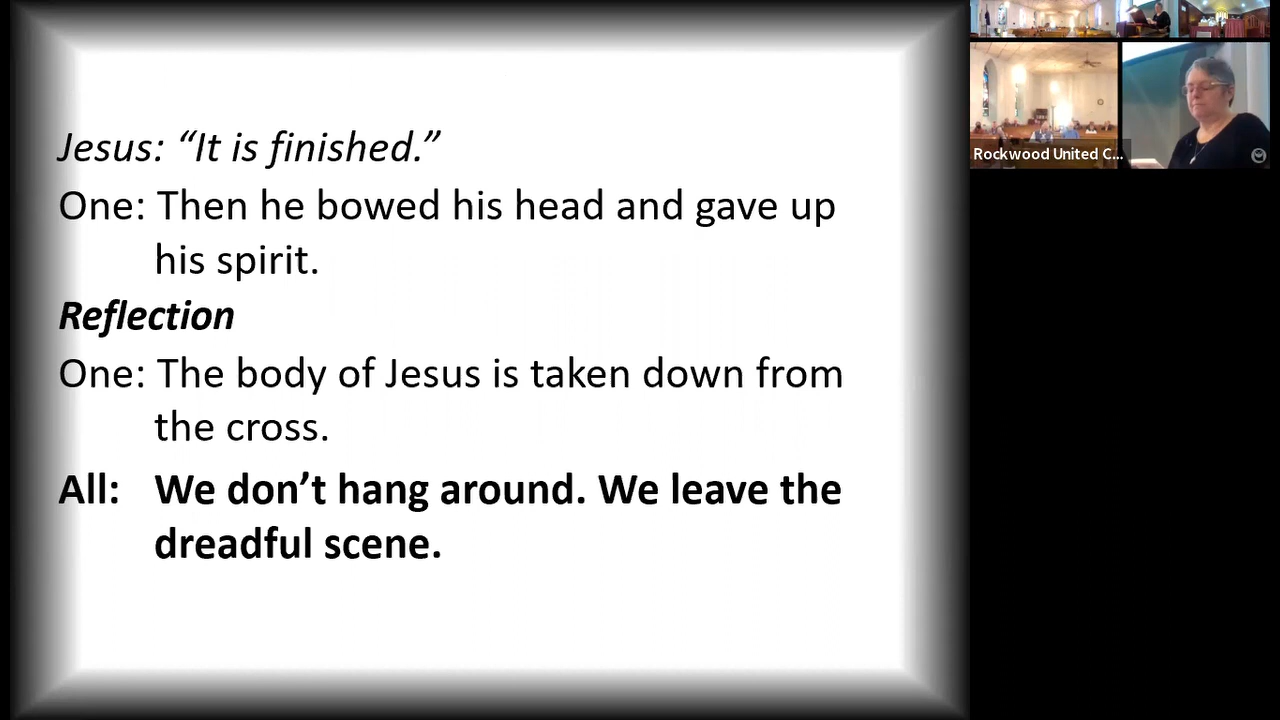 Jesus: “It is finished.”
One: Then he bowed his head and gave up
his spirit.
Reflection
One: The body of Jesus is taken down from
the cross.
All: We don’t hang around. We leave the
dreadful scene.
Rockwood United C...